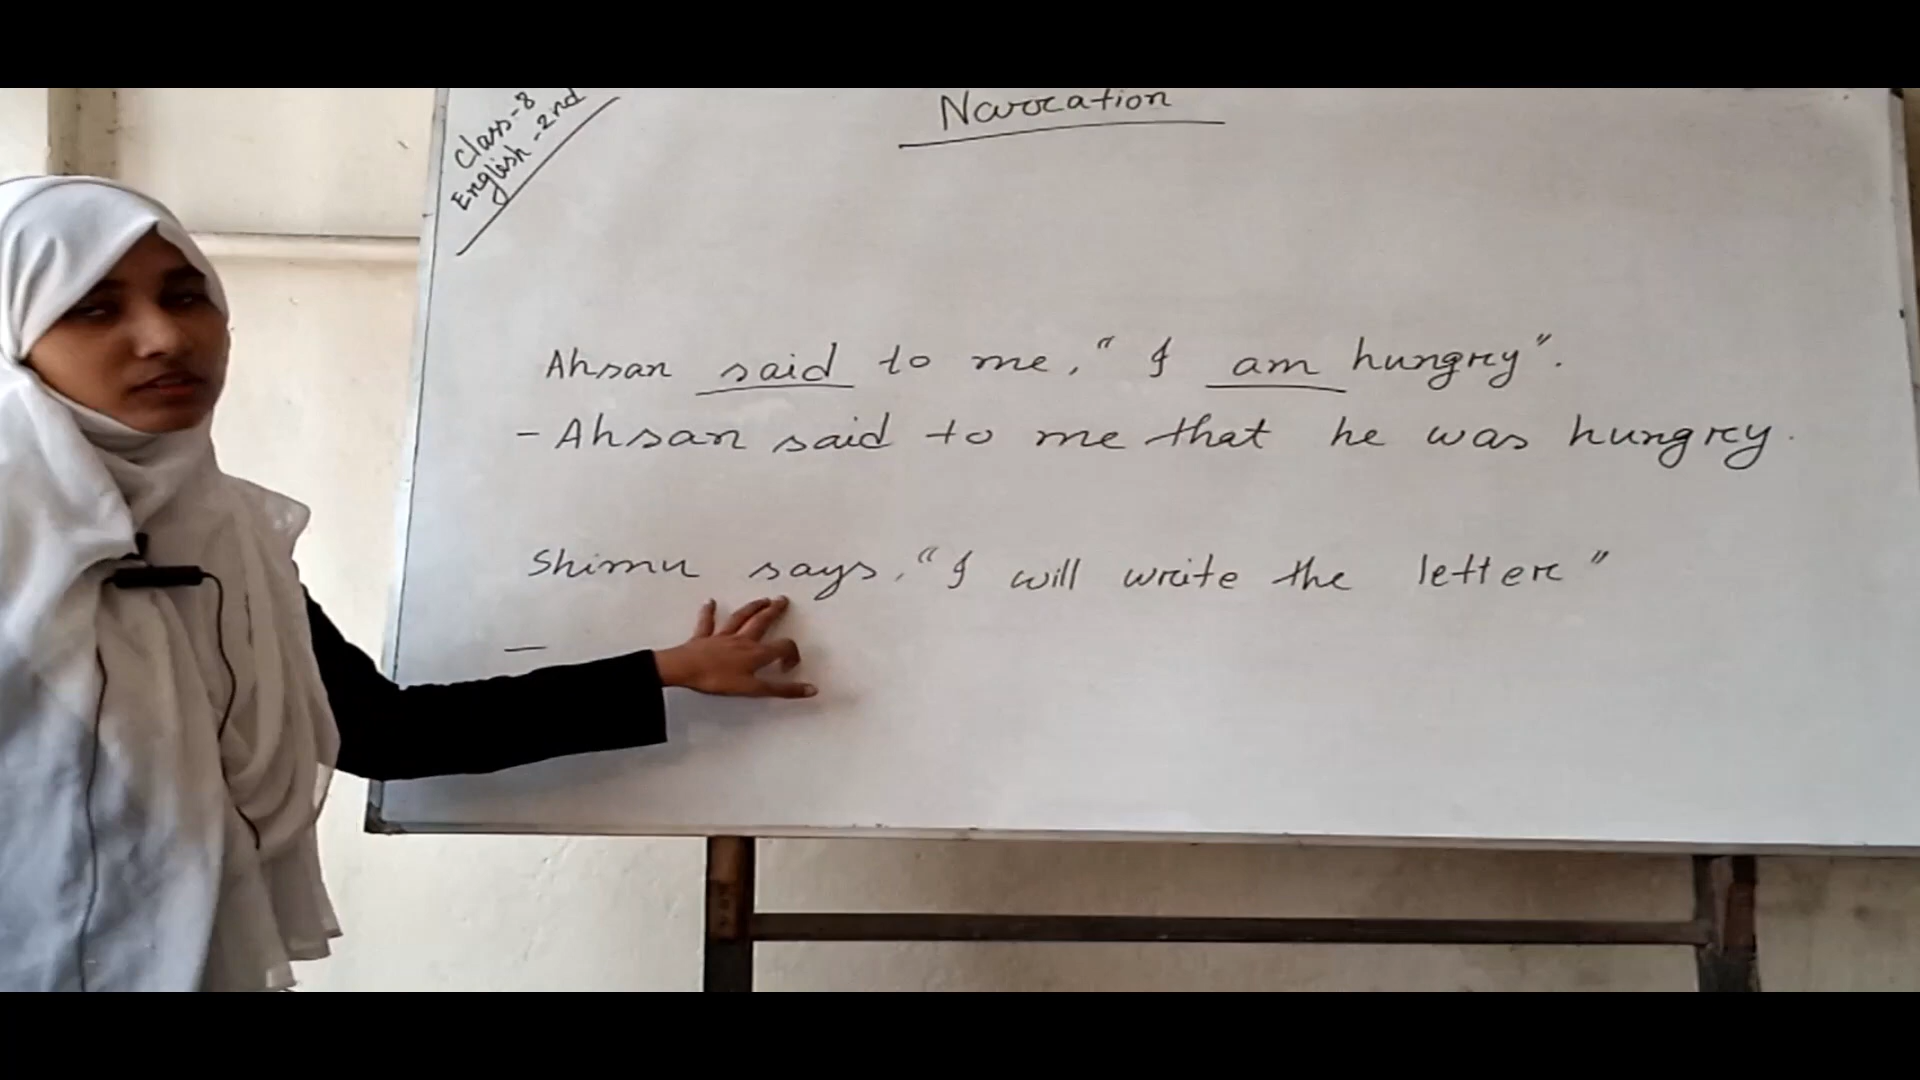 Class-8
English-2nd
Narration
Ahsan said to me, "I am hungry".
- Ahsan said to me that he was hungry.
Shimu says, "I will write the letter"
-